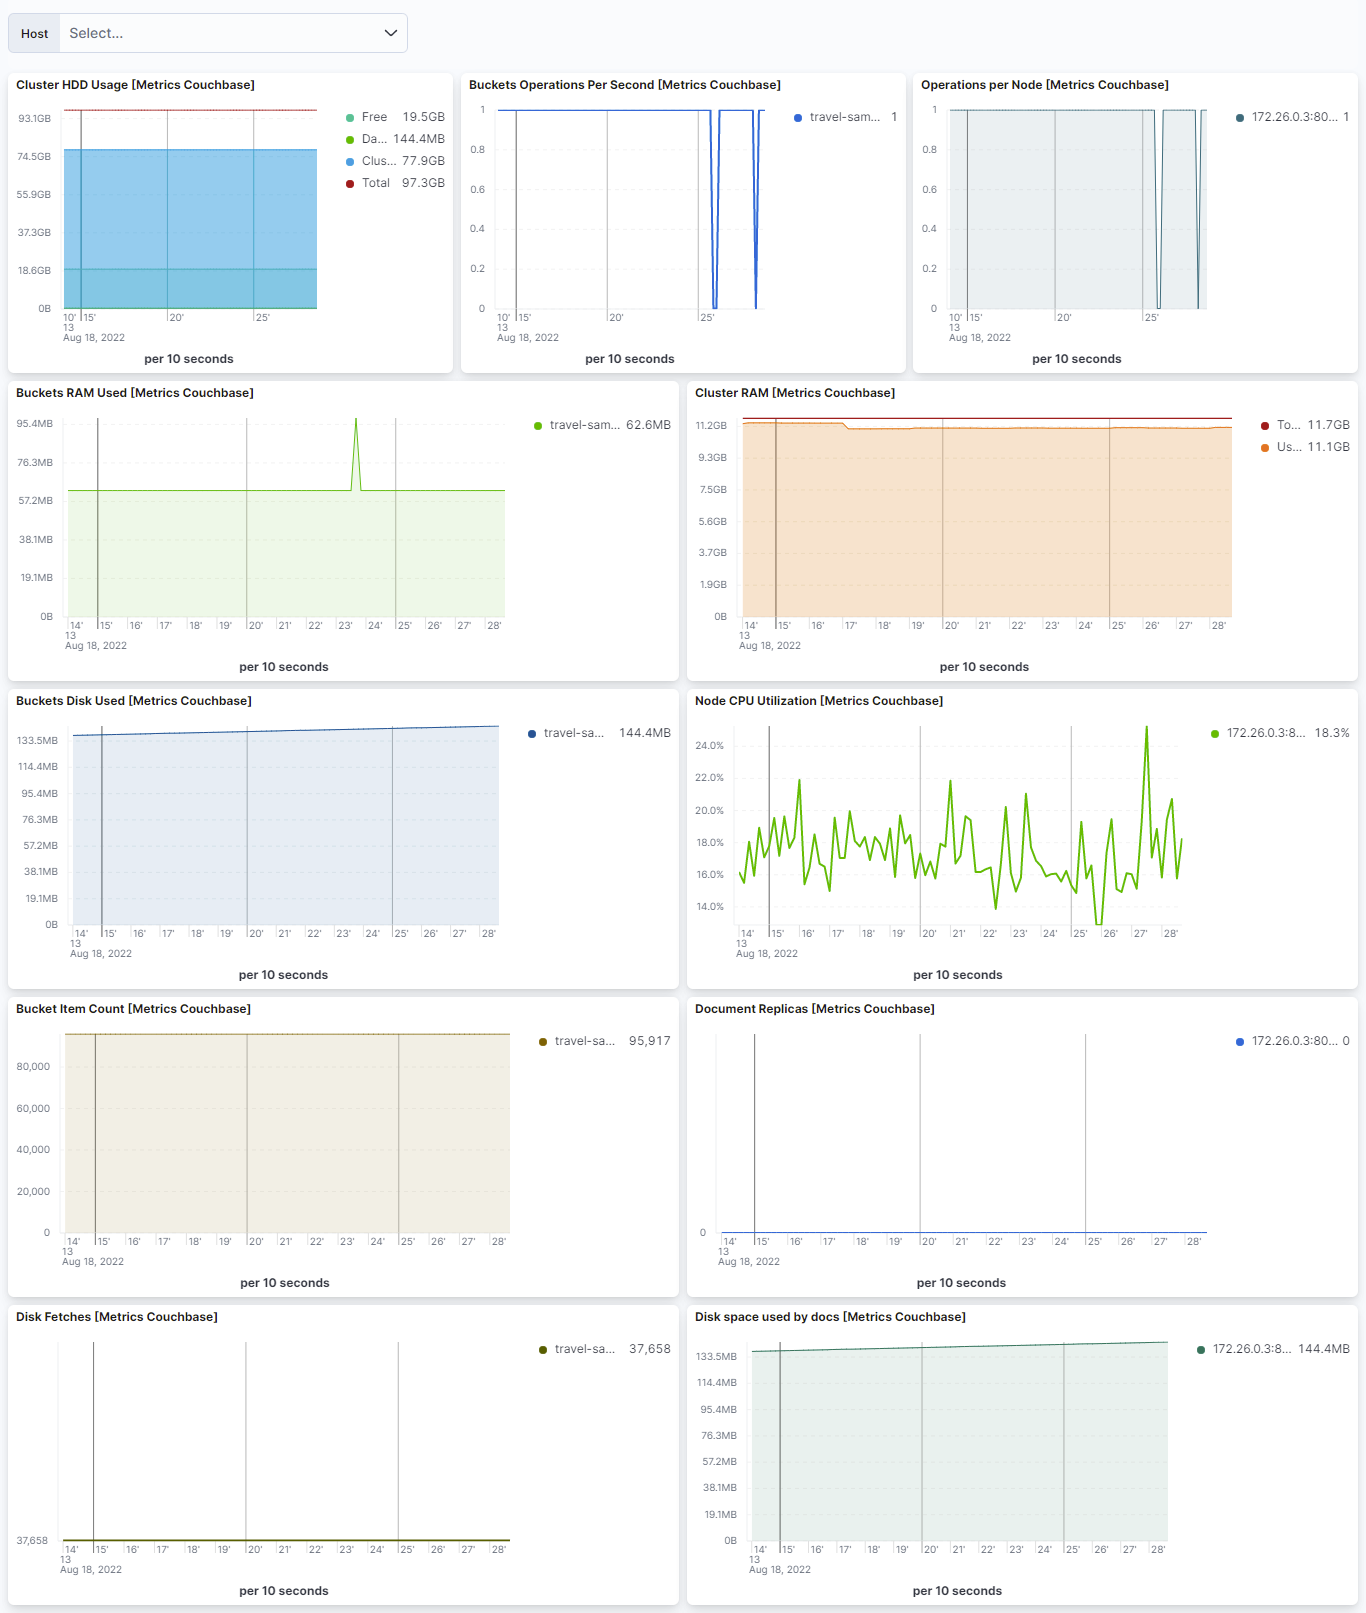 Host Select...
Cluster HDD Usage [Metrics Couchbase]
93.1GB
74.5GB
55.9GB
37.3GB
18.6GB
0B
10' 15' 20' 25'
13
Aug 18, 2022
per 10 seconds
Free 19.5GB
Da... 144.4MB
Clus... 77.9GB
Total 97.3GB
Buckets Operations Per Second [Metrics Couchbase]
1
0.8
0.6
0.4
0.2
0
10' 15' 20' 25'
13
Aug 18, 2022
per 10 seconds
travel-sam... 1
Operations per Node [Metrics Couchbase]
1
0.8
0.6
0.4
0.2
0
10' 15' 20' 25'
13
Aug 18, 2022
per 10 seconds
172.26.0.3:80... 1
Buckets RAM Used [Metrics Couchbase]
95.4MB
76.3MB
57.2MB
38.1MB
19.1MB
0B
14' 15' 16' 17' 18' 19' 20' 21' 22' 23' 24' 25' 26' 27' 28'
13
Aug 18, 2022
per 10 seconds
travel-sam... 62.6MB
Cluster RAM [Metrics Couchbase]
11.2GB
9.3GB
7.5GB
5.6GB
3.7GB
1.9GB
0B
14' 15' 16' 17' 18' 19' 20' 21' 22' 23' 24' 25' 26' 27' 28'
13
Aug 18, 2022
per 10 seconds
To... 11.7GB
Us... 11.1GB
Buckets Disk Used [Metrics Couchbase]
133.5MB
114.4MB
95.4MB
76.3MB
57.2MB
38.1MB
19.1MB
0B
14' 15' 16' 17' 18' 19' 20' 21' 22' 23' 24' 25' 26' 27' 28'
13
Aug 18, 2022
per 10 seconds
travel-sa... 144.4MB
Node CPU Utilization [Metrics Couchbase]
24.0%
22.0%
20.0%
18.0%
16.0%
14.0%
14' 15' 16' 17' 18' 19' 20' 21' 22' 23' 24' 25' 26' 27' 28'
13
Aug 18, 2022
per 10 seconds
172.26.0.3:8... 18.3%
Bucket Item Count [Metrics Couchbase]
80,000
60,000
40,000
20,000
0
14' 15' 16' 17' 18' 19' 20' 21' 22' 23' 24' 25' 26' 27' 28'
13
Aug 18, 2022
per 10 seconds
travel-sa... 95,917
Document Replicas [Metrics Couchbase]
0
14' 15' 16' 17' 18' 19' 20' 21' 22' 23' 24' 25' 26' 27' 28'
13
Aug 18, 2022
per 10 seconds
172.26.0.3:80... 0
Disk Fetches [Metrics Couchbase]
37,658
14' 15' 16' 17' 18' 19' 20' 21' 22' 23' 24' 25' 26' 27' 28'
13
Aug 18, 2022
per 10 seconds
travel-sa... 37,658
Disk space used by docs [Metrics Couchbase]
133.5MB
114.4MB
95.4MB
76.3MB
57.2MB
38.1MB
19.1MB
0B
14' 15' 16' 17' 18' 19' 20' 21' 22' 23' 24' 25' 26' 27' 28'
13
Aug 18, 2022
per 10 seconds
172.26.0.3:8... 144.4MB